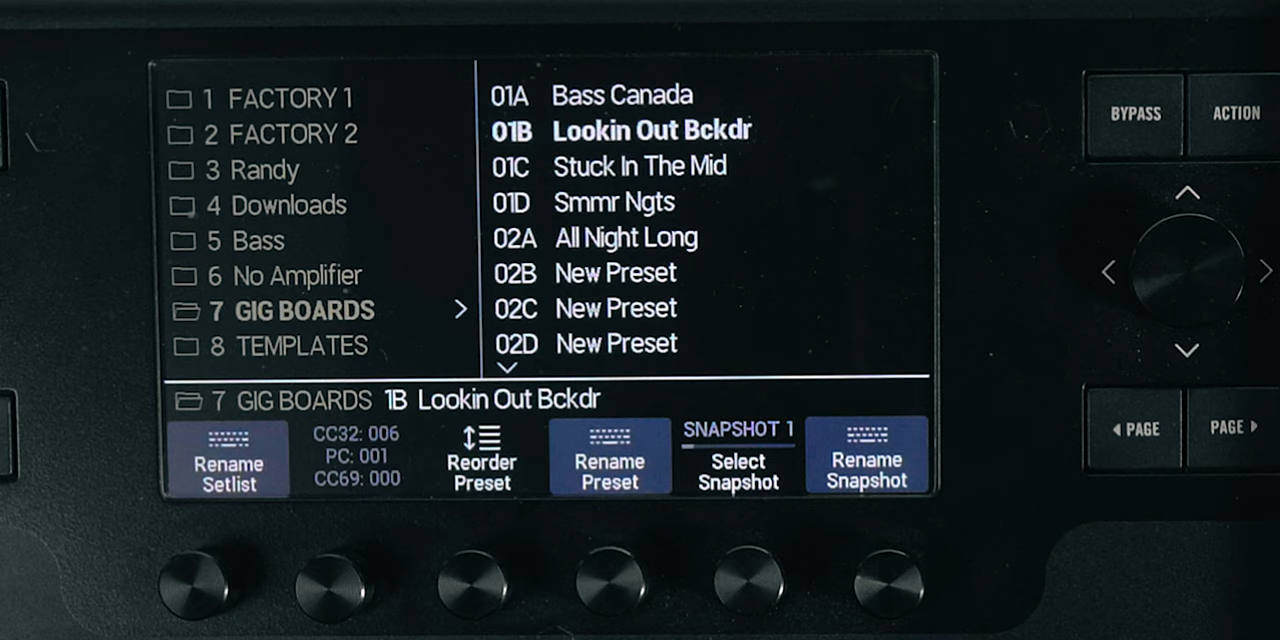 1 FACTORY 1
2 FACTORY 2
3 Randy
4 Downloads
5 Bass
6 No Amplifier
7 GIG BOARDS
8 TEMPLATES
01A Bass Canada
01B Lookin Out Bckdr
01C Stuck In The Mid
01D Smmr Ngts
02A All Night Long
02B New Preset
02C New Preset
02D New Preset
7 GIG BOARDS 1B Lookin Out Bckdr
Rename
Setlist
CC32: 006
PC: 001
CC69: 000
Reorder
Preset
Rename
Preset
SNAPSHOT 1
Select
Snapshot
Rename
Snapshot
BYPASS
ACTION
PAGE
PAGE